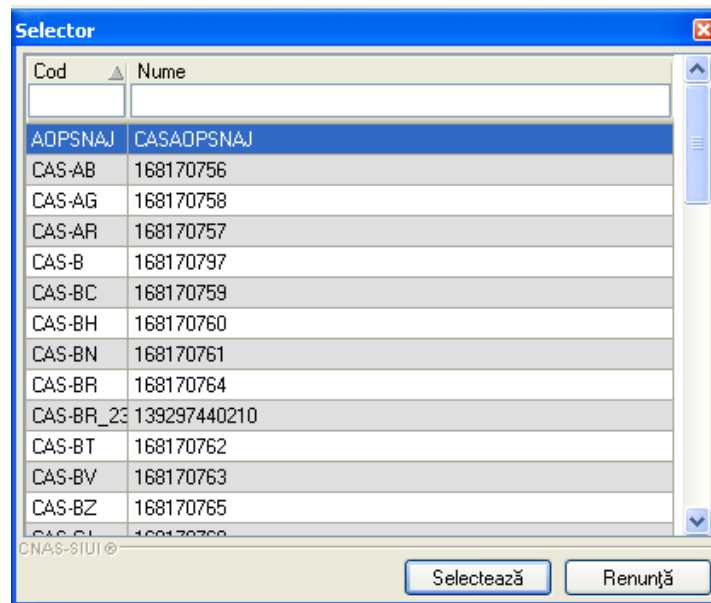 Selector
Cod Nume
AOPSNAJ CASAOPSNAJ
CAS-AB 168170756
CAS-AG 168170758
CAS-AR 168170757
CAS-B 168170797
CAS-BC 168170759
CAS-BH 168170760
CAS-BN 168170761
CAS-BR 168170764
CAS-BR_23 139297440210
CAS-BT 168170762
CAS-BV 168170763
CAS-BZ 168170765
CNAS-SIUI ®
Selectează Renunţă